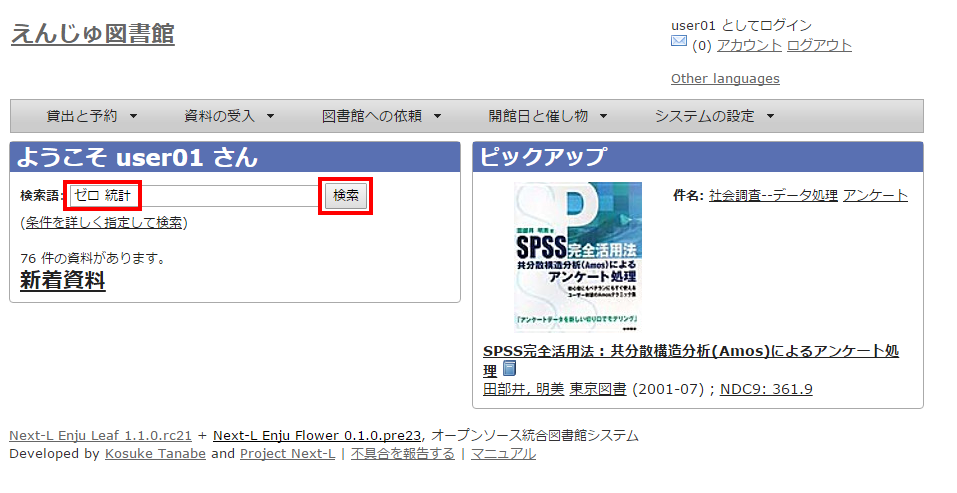 えんじゅ図書館
user01 としてログイン
(0) アカウント ログアウト
Other languages
貸出と予約 資料の受入 図書館への依頼 開館日と催し物 システムの設定
ようこそ user01 さん
検索語: ゼロ 統計 検索
(条件を詳しく指定して検索)
76 件の資料があります。
新着資料
ピックアップ
件名: 社会調査--データ処理 アンケート
SPSS完全活用法
共分散構造分析(Amos)による
アンケート処理
SPSS完全活用法 : 共分散構造分析(Amos)によるアンケート処
理
田部井, 明美 東京図書 (2001-07) ; NDC9: 361.9
Next-L Enju Leaf 1.1.0.rc21 + Next-L Enju Flower 0.1.0.pre23, オープンソース統合図書館システム
Developed by Kosuke Tanabe and Project Next-L | 不具合を報告する | マニュアル